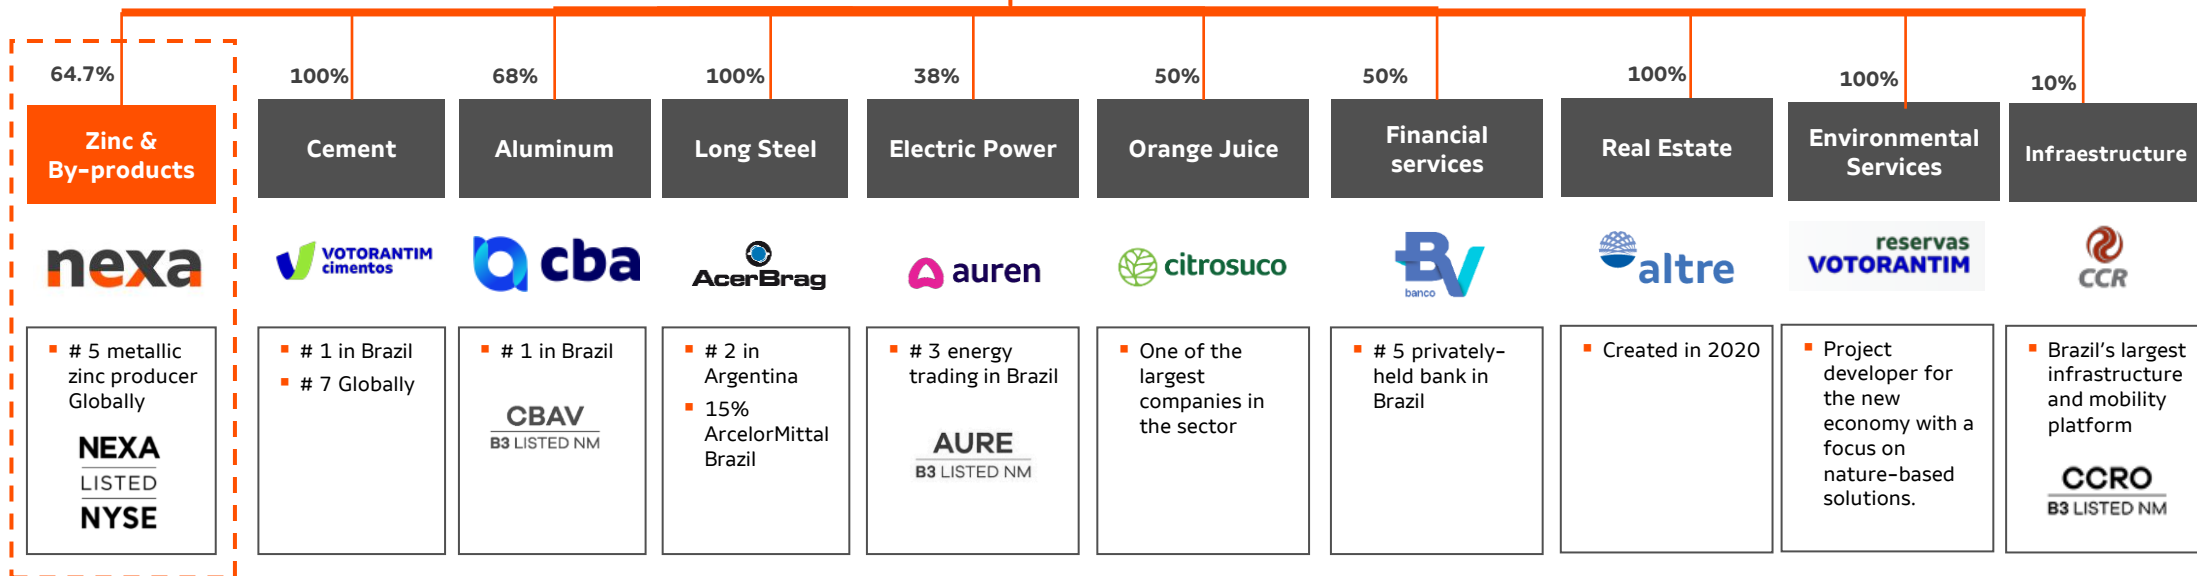 64.7%
Zinc &
By-products
nexa
# 5 metallic
zinc producer
Globally
NEXA
LISTED
NYSE
100%
Cement
VOTORANTIM
cimentos
# 1 in Brazil
# 7 Globally
68%
Aluminum
cba
# 1 in Brazil
CBAV
B3 LISTED NM
100%
Long Steel
AcerBrag
# 2 in
Argentina
15%
ArcelorMittal
Brazil
38%
Electric Power
auren
# 3 energy
trading in Brazil
AURE
B3 LISTED NM
50%
Orange Juice
citrosuco
One of the
largest
companies in
the sector
50%
Financial
services
BV
banco
# 5 privately-
held bank in
Brazil
100%
Real Estate
altre
Created in 2020
100%
Environmental
Services
reservas
VOTORANTIM
Project
developer for
the new
economy with a
focus on
nature-based
solutions.
10%
Infraestructure
CCR
Brazil's largest
infrastructure
and mobility
platform
CCRO
B3 LISTED NM